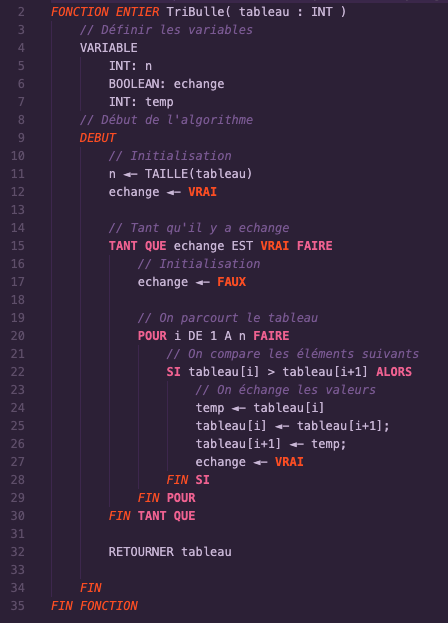 2 FONCTION ENTIER TriBulle( tableau : INT )
3 // Définir les variables
4 VARIABLE
5 INT: n
6 BOOLEAN: echange
7 INT: temp
8 // Début de l'algorithme
9 DEBUT
10 // Initialisation
11 n ◄— TAILLE(tableau)
12 echange ◄— VRAI
13
14 // Tant qu'il y a echange
15 TANT QUE echange EST VRAI FAIRE
16 // Initialisation
17 echange ◄— FAUX
18
19 // On parcourt le tableau
20 POUR i DE 1 A n FAIRE
21 // On compare les éléments suivants
22 SI tableau[i] > tableau[i+1] ALORS
23 // On échange les valeurs
24 temp ◄— tableau[i]
25 tableau[i] ◄— tableau[i+1];
26 tableau[i+1] ◄— temp;
27 echange ◄— VRAI
28 FIN SI
29 FIN POUR
30 FIN TANT QUE
31
32 RETOURNER tableau
33
34 FIN
35 FIN FONCTION